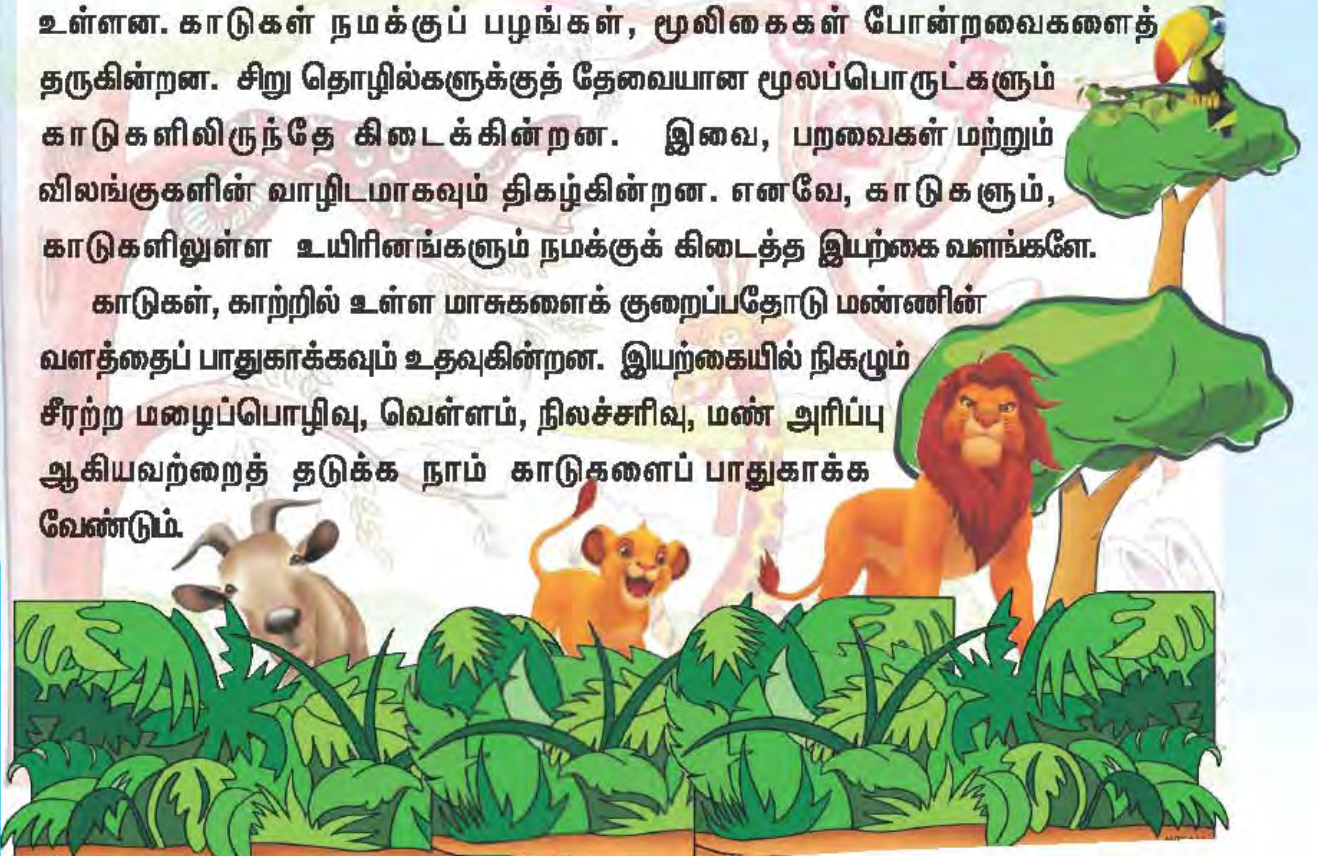 உள்ளன. காடுகள் நமக்குப் பழங்கள், மூலிகைகள் போன்றவைகளைத்
தருகின்றன. சிறு தொழில்களுக்குத் தேவையான மூலப்பொருட்களும்
காடுகளிலிருந்தே கிடைக்கின்றன. இவை, பறவைகள் மற்றும்
விலங்குகளின் வாழிடமாகவும் திகழ்கின்றன. எனவே, காடுகளும்,
காடுகளிலுள்ள உயிரினங்களும் நமக்குக் கிடைத்த இயற்கை வளங்களே.
காடுகள், காற்றில் உள்ள மாசுகளைக் குறைப்பதோடு மண்ணின்
வளத்தைப் பாதுகாக்கவும் உதவுகின்றன. இயற்கையில் நிகழும்
சீரற்ற மழைப்பொழிவு, வெள்ளம், நிலச்சரிவு, மண் அரிப்பு
ஆகியவற்றைத் தடுக்க நாம் காடுகளைப் பாதுகாக்க
வேண்டும்.